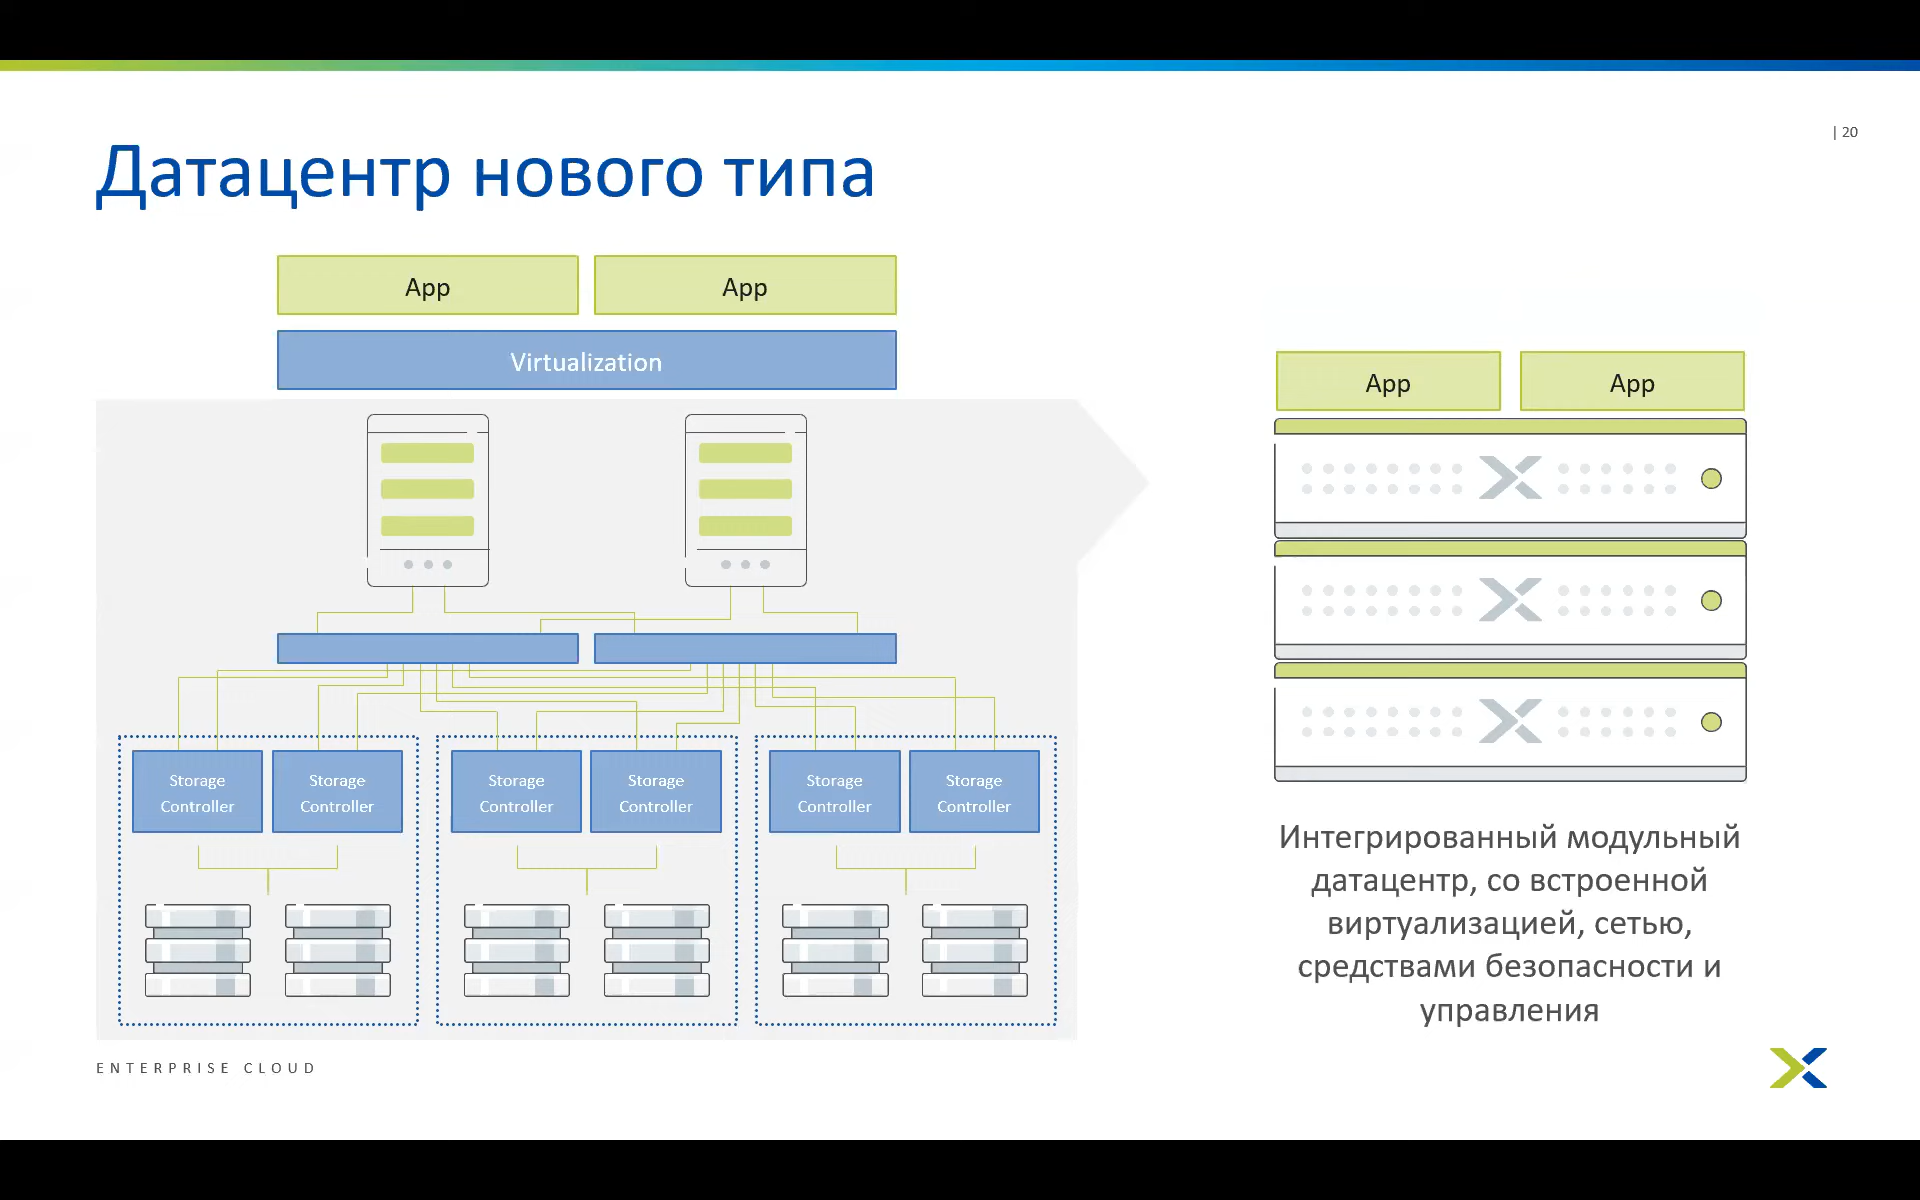 | 20
Датацентр нового типа
App App
Virtualization
Storage Controller
Storage Controller
Storage Controller
Storage Controller
Storage Controller
Storage Controller
App App
Интегрированный модульный
датацентр, со встроенной
виртуализацией, сетью,
средствами безопасности и
управления
ENTERPRISE CLOUD